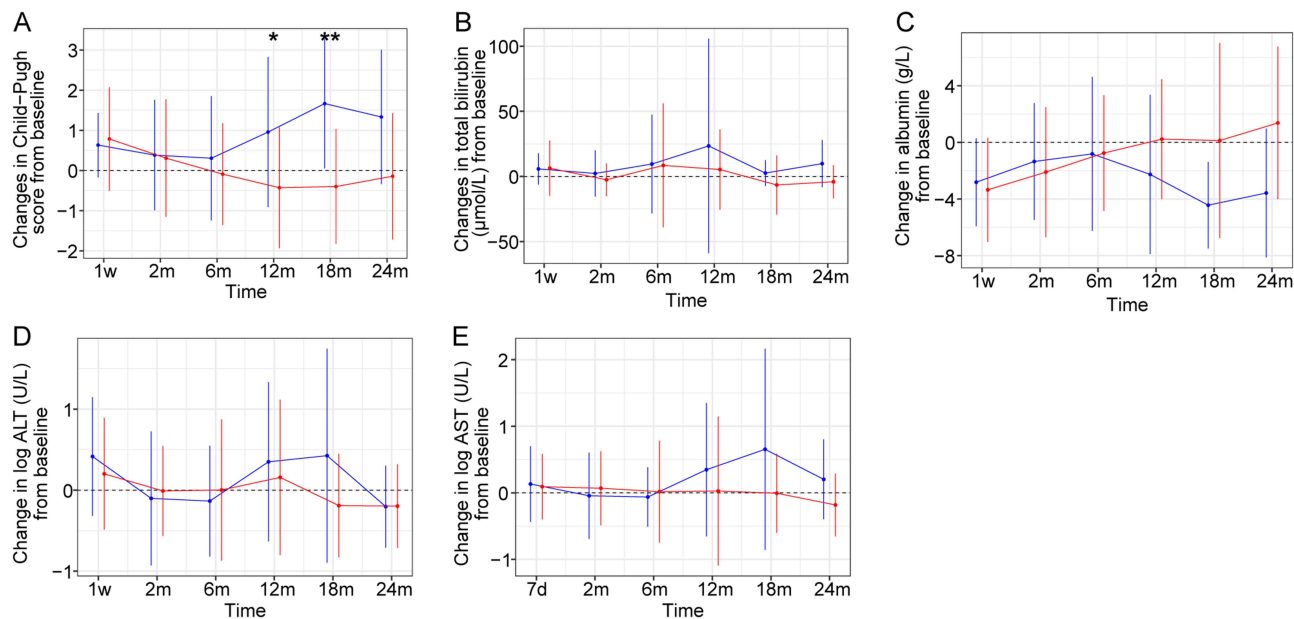 A
Changes in Child–Pugh
score from baseline
3
2
1
0
−1
−2
* **
1w 2m 6m 12m 18m 24m
Time
B
Changes in total bilirubin
(μmol/L) from baseline
100
50
0
−50
1w 2m 6m 12m 18m 24m
Time
C
Change in albumin (g/L)
from baseline
4
0
−4
−8
1w 2m 6m 12m 18m 24m
Time
D
Change in log ALT (U/L)
from baseline
1
0
−1
1w 2m 6m 12m 18m 24m
Time
E
Change in log AST (U/L)
from baseline
2
1
0
−1
7d 2m 6m 12m 18m 24m
Time